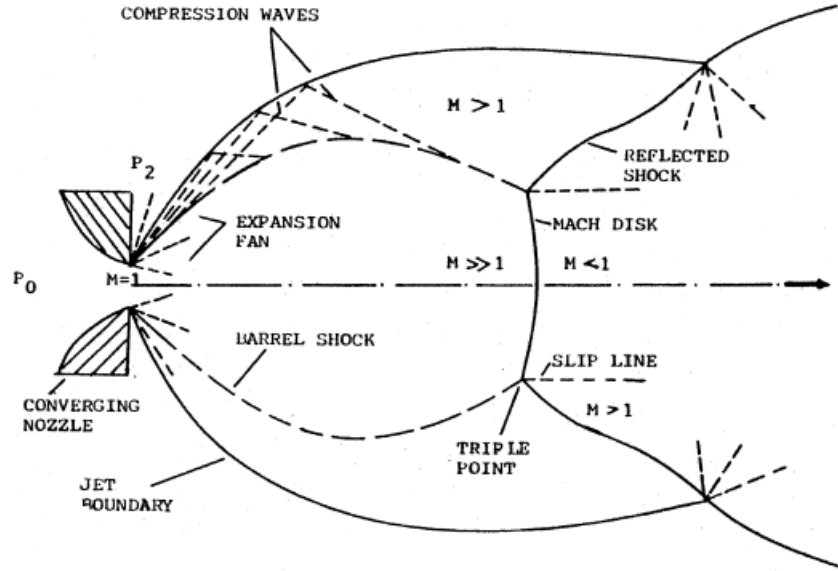 COMPRESSION WAVES
M > 1
P2
REFLECTED
SHOCK
EXPANSION
FAN
MACH DISK
P0
M=1
M >> 1
M < 1
BARREL SHOCK
SLIP LINE
CONVERGING
NOZZLE
M > 1
TRIPLE
POINT
JET
BOUNDARY